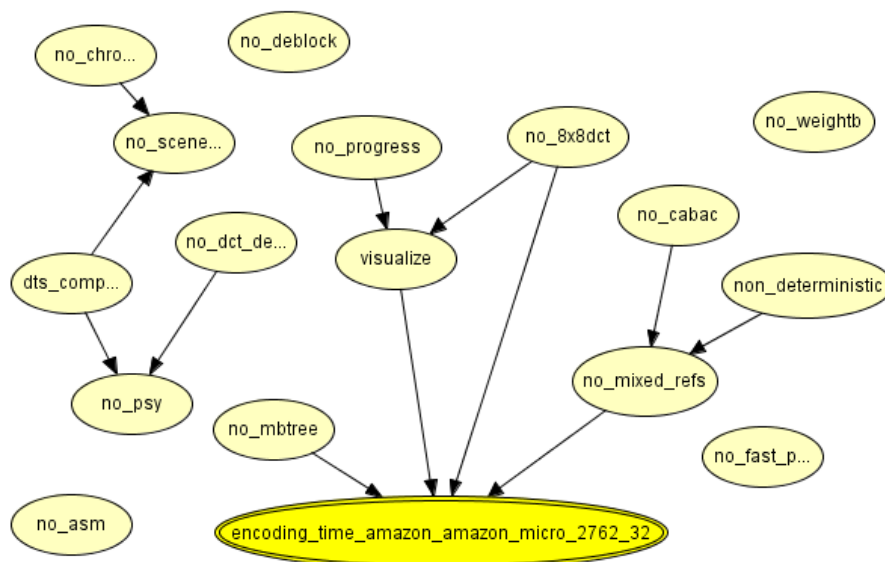 no_deblock
no_chro...
no_weightb
no_scene...
no_8x8dct
no_progress
no_cabac
no_dct_de...
visualize
dts_comp...
non_deterministic
no_mixed_refs
no_psy
no_mbtree
no_fast_p...
no_asm
encoding_time_amazon_amazon_micro_2762_32